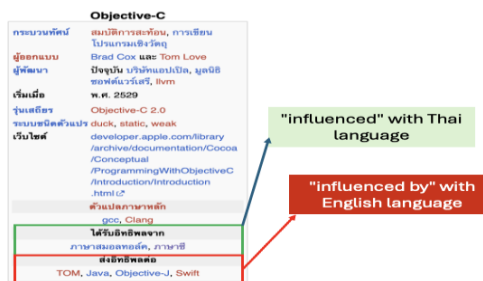 Objective-C
กระบวนทัศน์ สมบัติการสะท้อน, การเขียน
โปรแกรมเชิงวัตถุ
ผู้ออกแบบ Brad Cox และ Tom Love
ผู้พัฒนา ปัจจุบัน บริษัทแอปเปิล, มูลนิธิ
ซอฟต์แวร์เสรี, llvm
เริ่มเมื่อ พ.ศ. 2529
รุ่นเสถียร Objective-C 2.0
ระบบชนิดตัวแปร duck, static, weak
เว็บไซต์ developer.apple.com/library
/archive/documentation/Cocoa
/Conceptual
/ProgrammingWithObjectiveC
/Introduction/Introduction
.html
ตัวแปลภาษาหลัก
gcc, Clang
ได้รับอิทธิพลจาก
ภาษาสมอลทอล์ค, ภาษาซี
ส่งอิทธิพลต่อ
TOM, Java, Objective-J, Swift
"influenced" with Thai
language
"influenced by" with
English language